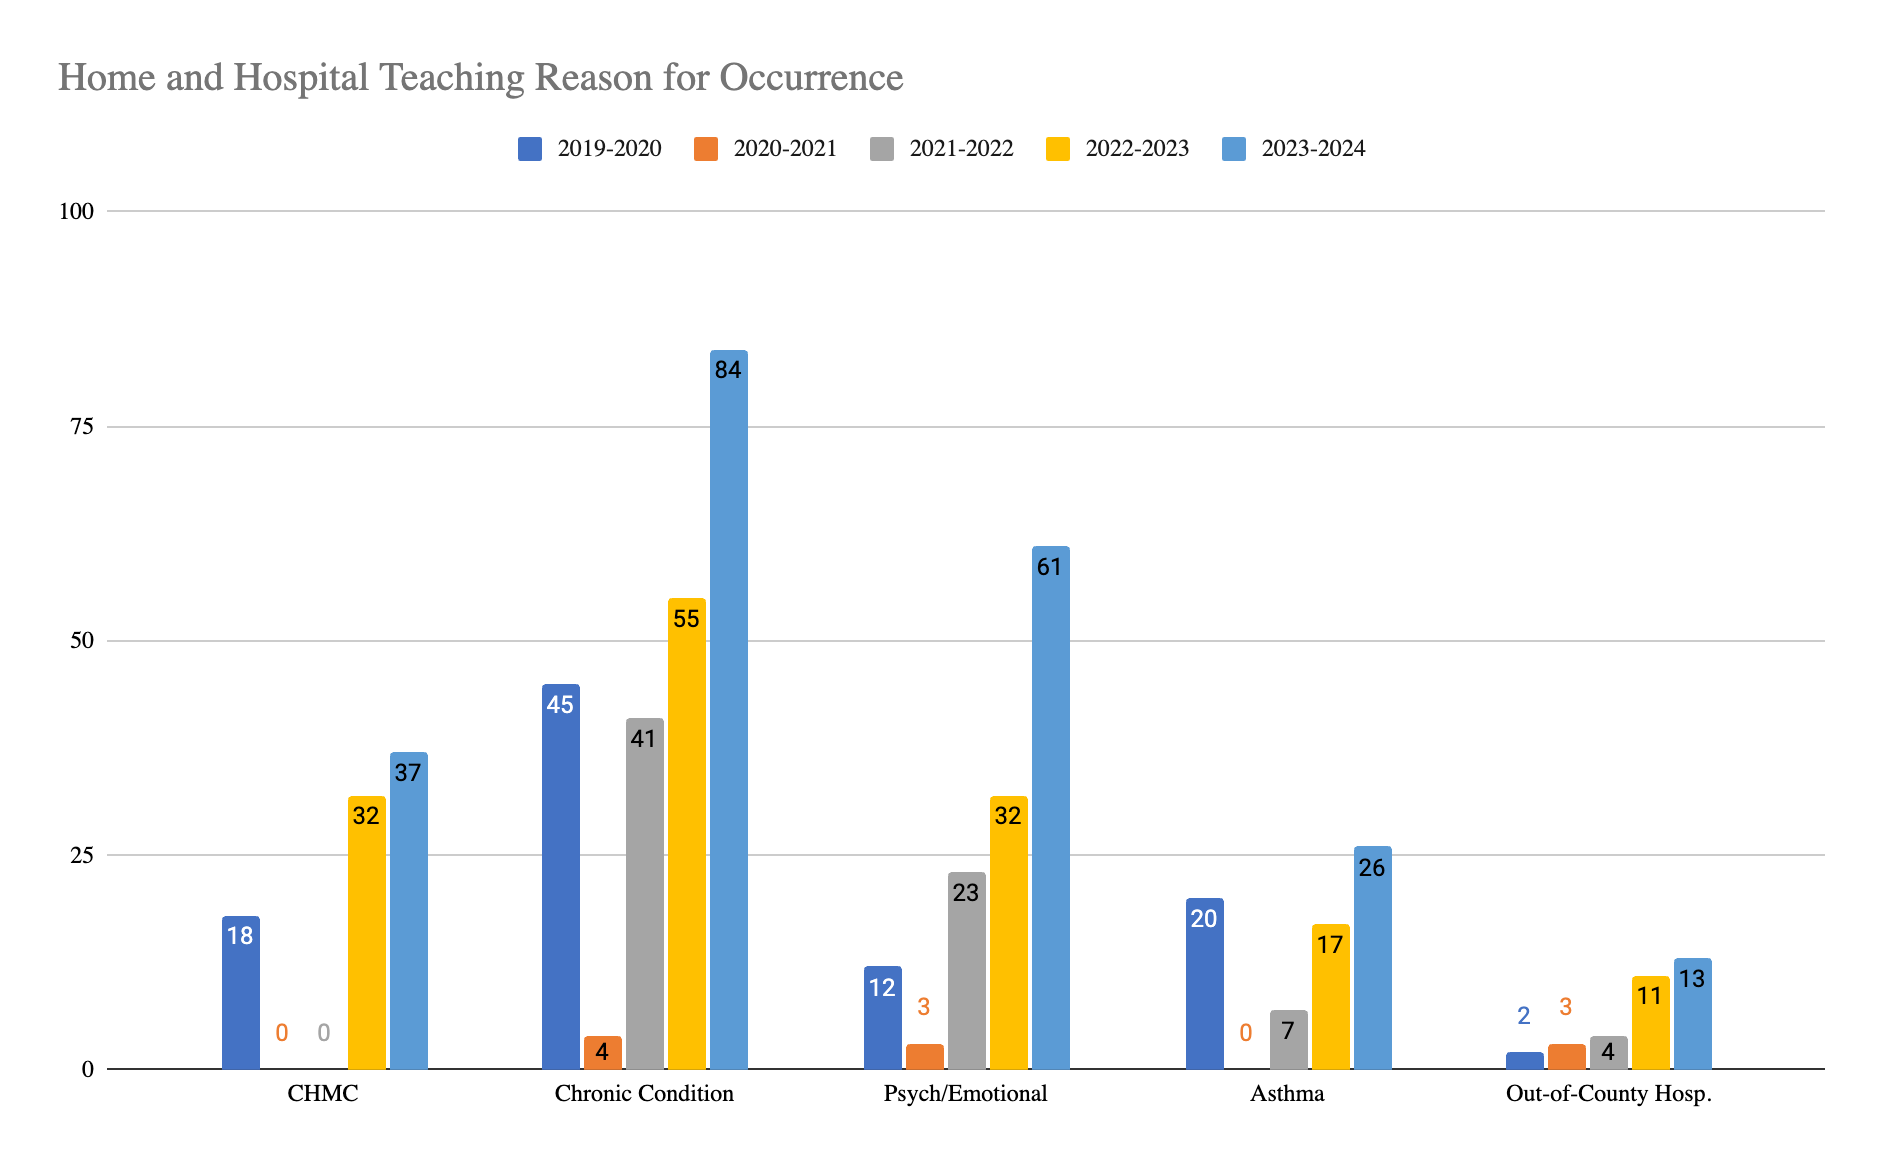 Home and Hospital Teaching Reason for Occurrence
2019-2020 2020-2021 2021-2022 2022-2023 2023-2024
100
75
50
25
0
18 0 0 32 37
45 4 41 55 84
12 3 23 32 61
20 0 7 17 26
2 3 4 11 13
CHMC Chronic Condition Psych/Emotional Asthma Out-of-County Hosp.